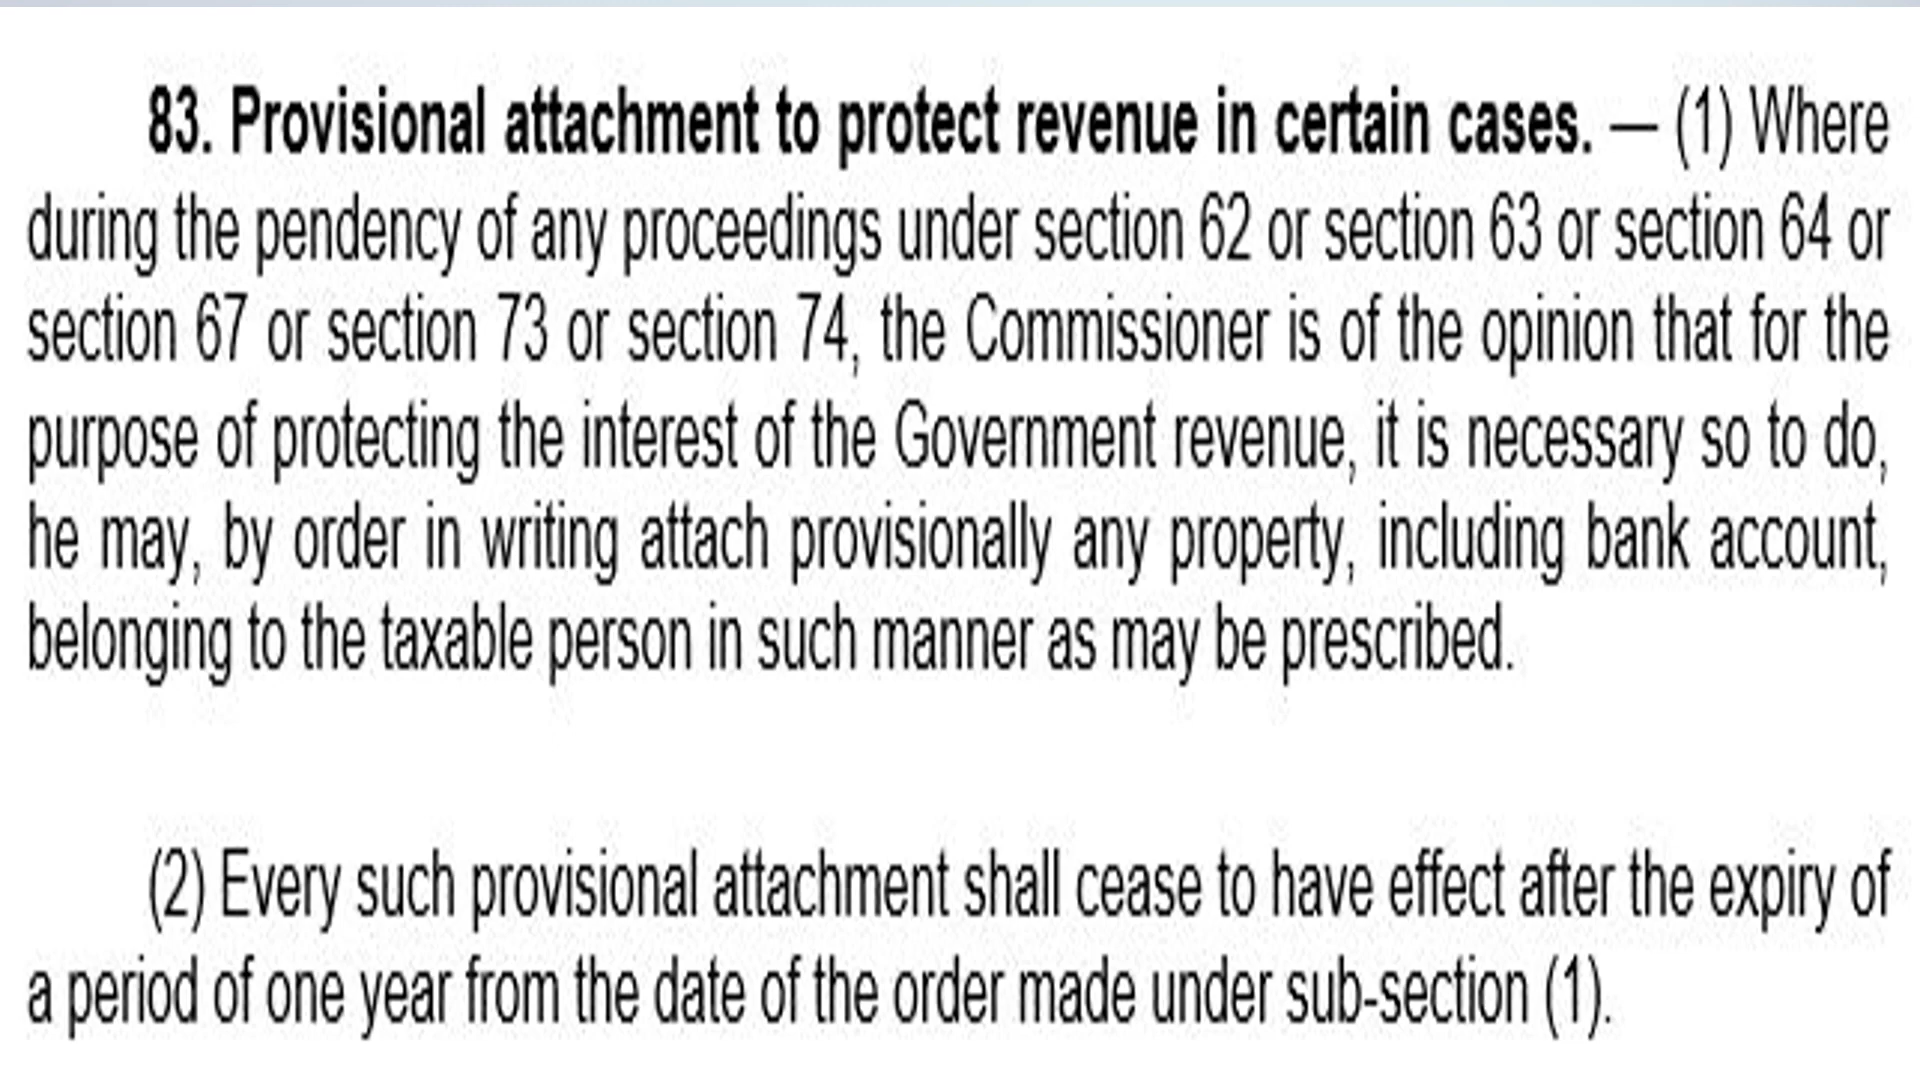 83. Provisional attachment to protect revenue in certain cases. — (1) Where
during the pendency of any proceedings under section 62 or section 63 or section 64 or
section 67 or section 73 or section 74, the Commissioner is of the opinion that for the
purpose of protecting the interest of the Government revenue, it is necessary so to do,
he may, by order in writing attach provisionally any property, including bank account,
belonging to the taxable person in such manner as may be prescribed.
(2) Every such provisional attachment shall cease to have effect after the expiry of
a period of one year from the date of the order made under sub-section (1).